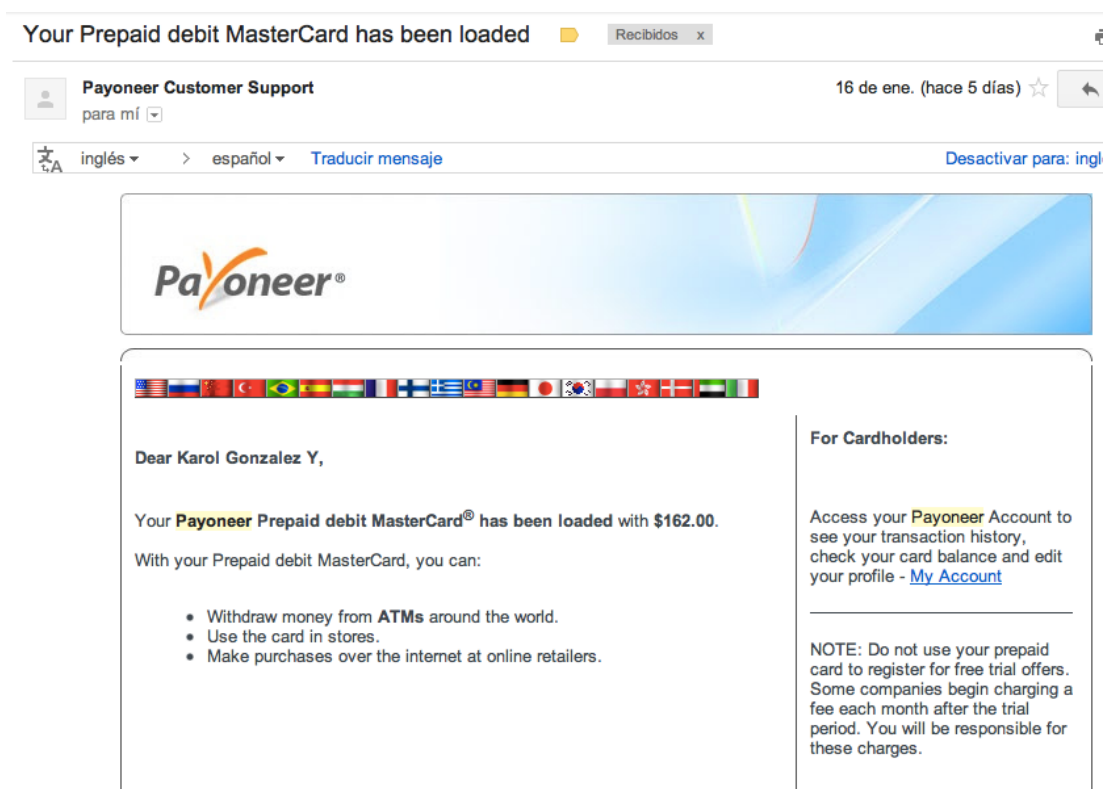 Your Prepaid debit MasterCard has been loaded
Recibidos x
Payoneer Customer Support
16 de ene. (hace 5 días)
para mí
inglés > español Traducir mensaje
Desactivar para: inglé
Payoneer®
Dear Karol Gonzalez Y,
Your Payoneer Prepaid debit MasterCard® has been loaded with $162.00.
With your Prepaid debit MasterCard, you can:
• Withdraw money from ATMs around the world.
• Use the card in stores.
• Make purchases over the internet at online retailers.
For Cardholders:
Access your Payoneer Account to
see your transaction history,
check your card balance and edit
your profile - My Account
NOTE: Do not use your prepaid
card to register for free trial offers.
Some companies begin charging a
fee each month after the trial
period. You will be responsible for
these charges.